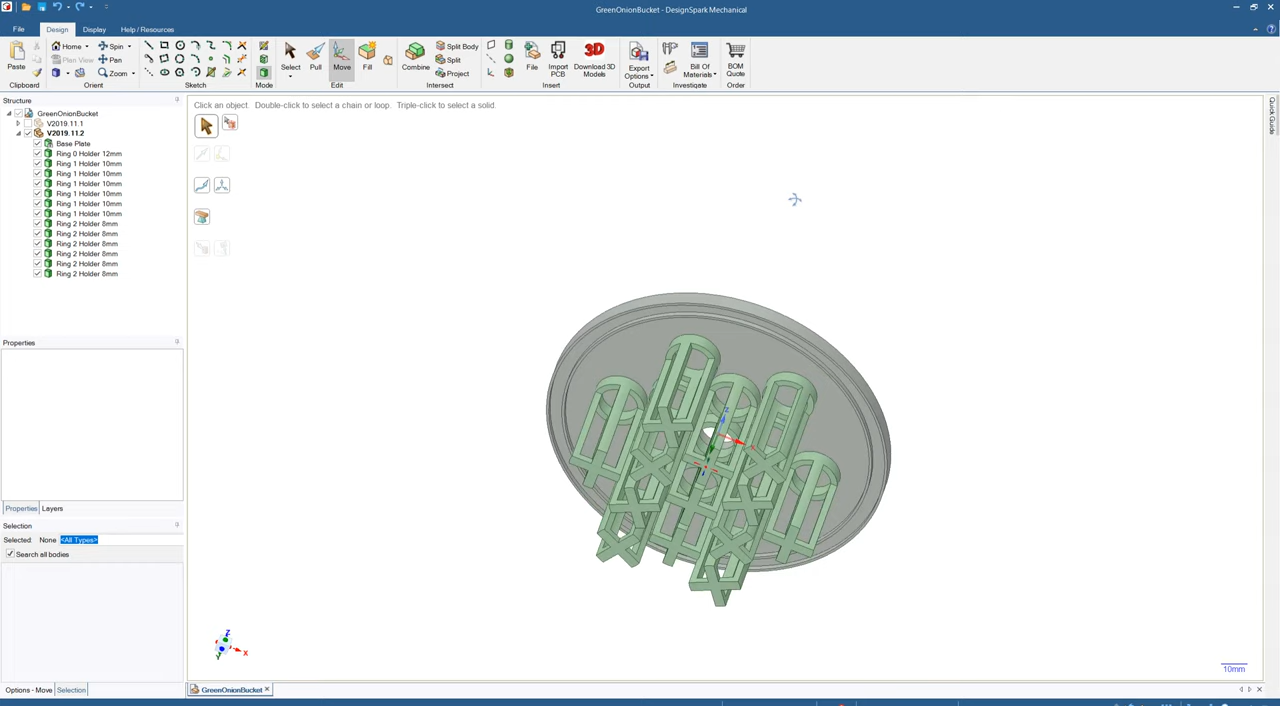 GreenOnionBucket - DesignSpark Mechanical
File
Design
Display
Help / Resources
Paste
Home
Plan View
Spin
Pan
Zoom
Select
Pull
Move
Fill
Combine
Split Body
Split
Project
File
Import
PCB
Download 3D
Models
Export
Options
Bill Of
Materials
BOM
Quote
Clipboard
Orient
Sketch
Mode
Edit
Intersect
Insert
Output
Investigate
Order
Structure
Click an object. Double-click to select a chain or loop. Triple-click to select a solid.
Quick Guide
GreenOnionBucket
V2019.11.1
V2019.11.2
Base Plate
Ring 0 Holder 12mm
Ring 1 Holder 10mm
Ring 1 Holder 10mm
Ring 1 Holder 10mm
Ring 1 Holder 10mm
Ring 1 Holder 10mm
Ring 1 Holder 10mm
Ring 2 Holder 8mm
Ring 2 Holder 8mm
Ring 2 Holder 8mm
Ring 2 Holder 8mm
Ring 2 Holder 8mm
Ring 2 Holder 8mm
Properties
Properties
Layers
Selection
Selected: None <All Types>
Search all bodies
Z
X
Y
Z
10mm
Options - Move
Selection
GreenOnionBucket